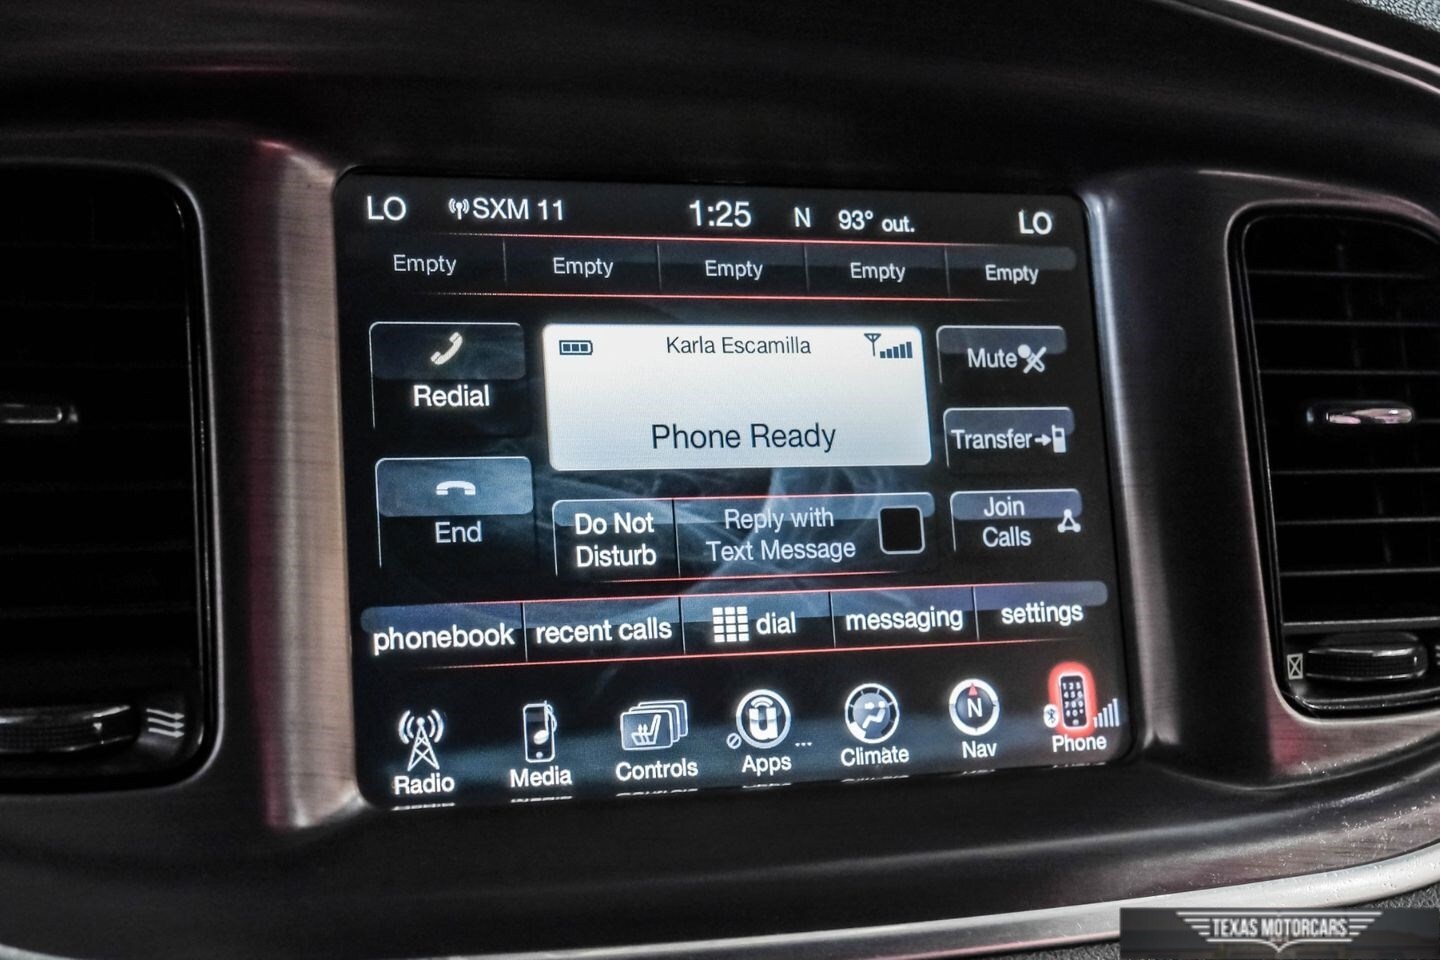 LO SXM 11 1:25 N 93° out. LO
Empty Empty Empty Empty Empty
Redial
Karla Escamilla
Phone Ready
Mute
Transfer
End
Do Not
Disturb
Reply with
Text Message
Join
Calls
phonebook recent calls dial messaging settings
N
Radio Media Controls Apps Climate Nav Phone
TEXAS MOTORCARS